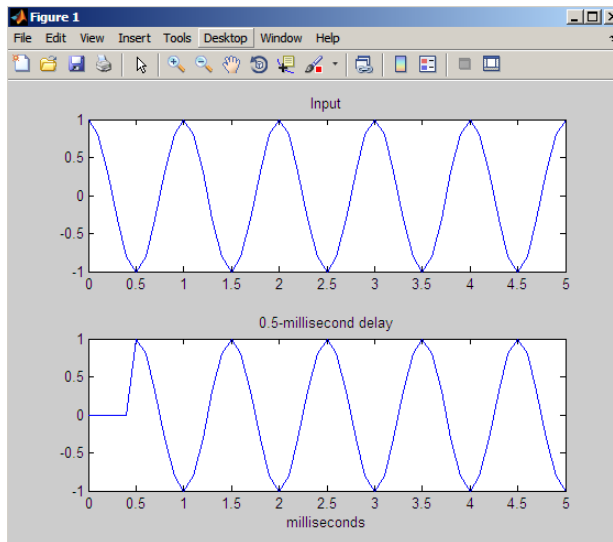 Figure 1
File Edit View Insert Tools Desktop Window Help
Input
1
0.5
0
-0.5
-1
0 0.5 1 1.5 2 2.5 3 3.5 4 4.5 5
0.5-millisecond delay
1
0.5
0
-0.5
-1
0 0.5 1 1.5 2 2.5 3 3.5 4 4.5 5
milliseconds